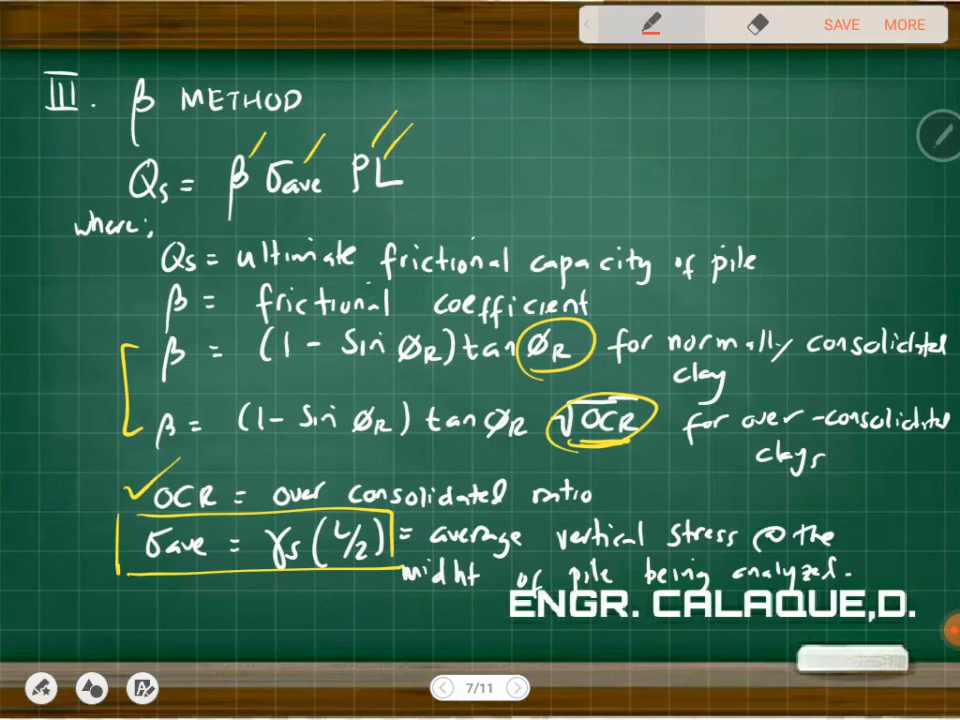 SAVE MORE
III. β METHOD
Qs = β σave PL
where;
Qs = ultimate frictional capacity of pile
β = frictional coefficient
β = (1 - Sin ØR) tan ØR for normally consolidated
clay
β = (1 - Sin ØR) tan ØR √OCR for over-consolidated
clays
OCR = over consolidated ratio
σave = γs (L/2) = average vertical stress @ the
midht of pile being analyzed.
ENGR. CALAQUE,D.
7/11